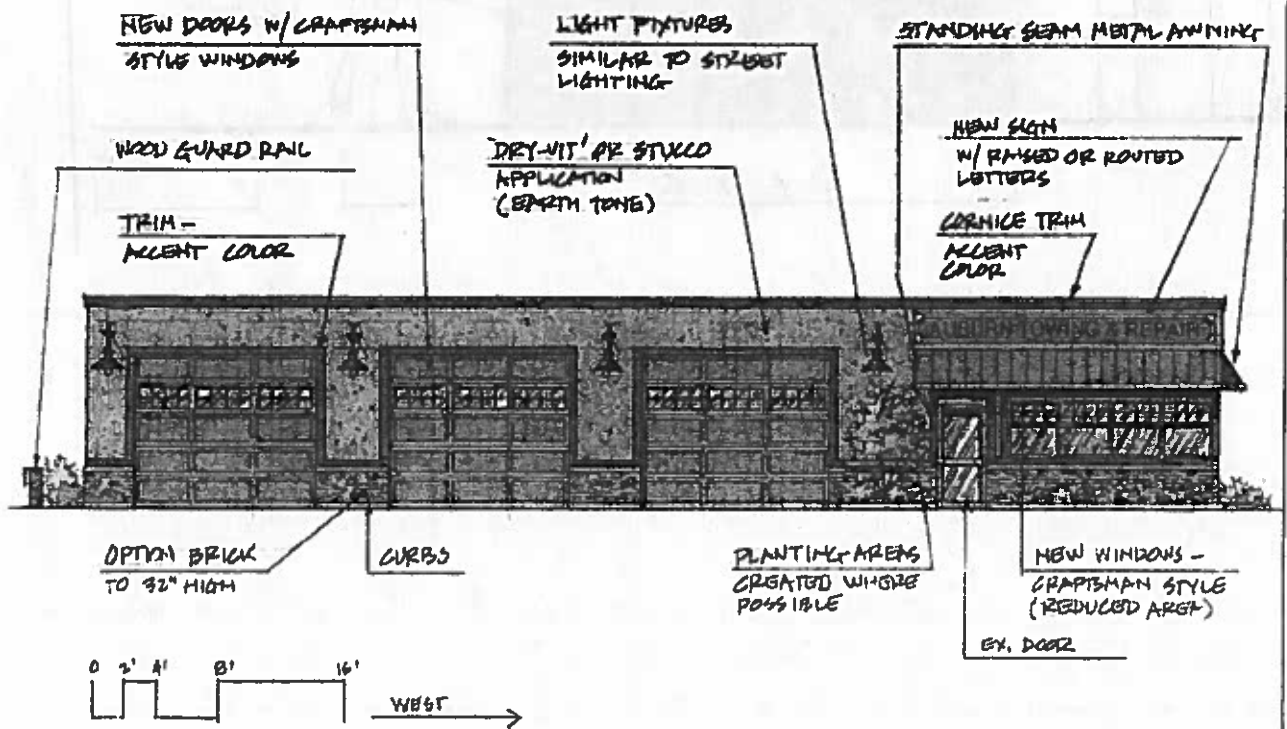 NEW DOORS W/ CRAFTSMAN
STYLE WINDOWS
LIGHT FIXTURES
SIMILAR TO STREET
LIGHTING
STANDING SEAM METAL AWNING
WOOD GUARD RAIL
'DRY-VIT' OR STUCCO
APPLICATION
(EARTH TONE)
NEW SIGN
W/ RAISED OR ROUTED
LETTERS
TRIM -
ACCENT COLOR
CORNICE TRIM
ACCENT
COLOR
AUBURN TOWING & REPAIR
OPTION BRICK
TO 32" HIGH
CURBS
PLANTING AREAS
CREATED WHERE
POSSIBLE
NEW WINDOWS -
CRAFTSMAN STYLE
(REDUCED AREA)
EX. DOOR
0 2' 4' 8' 16'
WEST